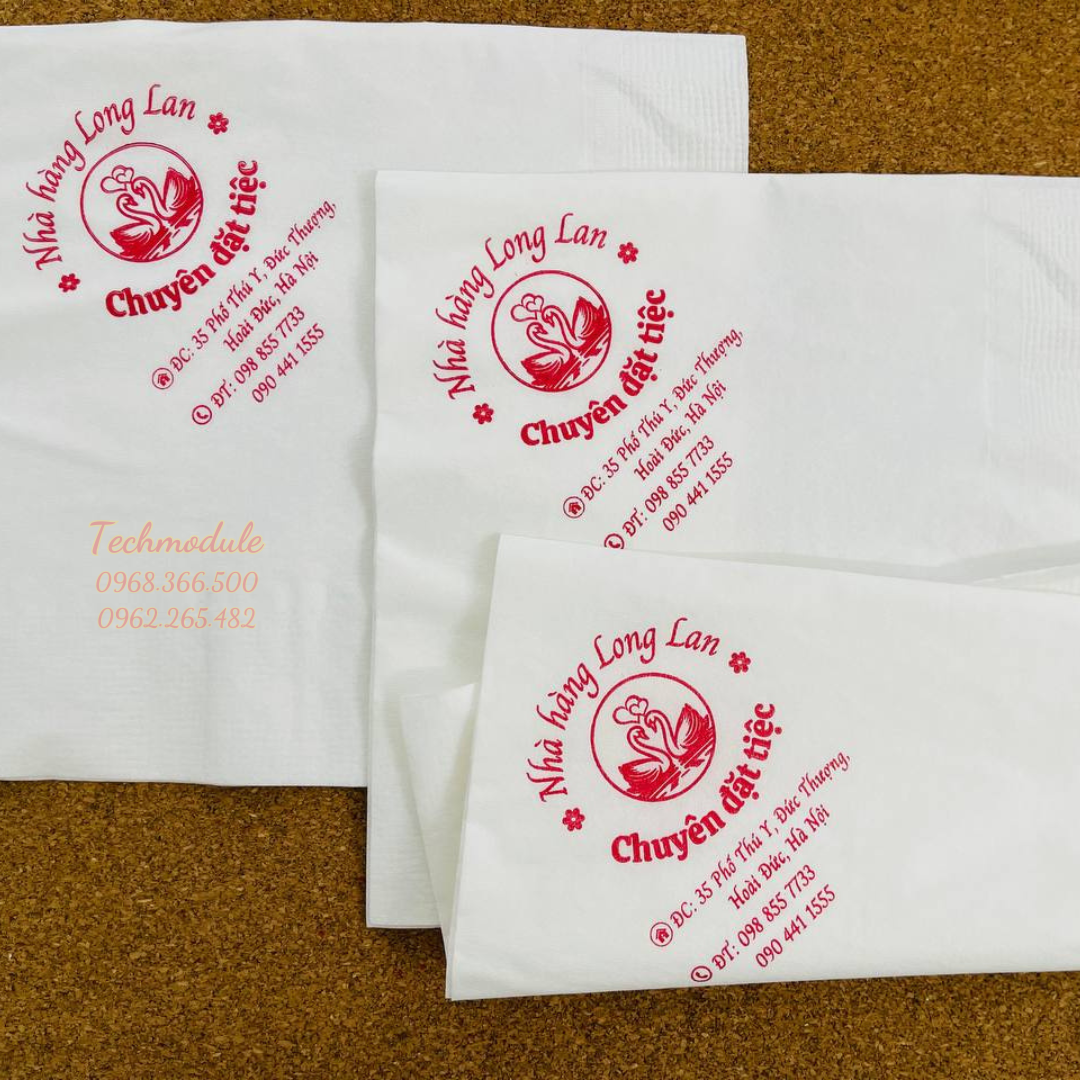 Nhà hàng Long Lan
Chuyên đặt tiệc
ĐC: 35 Phố Thú Y, Đức Thượng,
Hoài Đức, Hà Nội
ĐT: 098 855 7733
090 441 1555
Nhà hàng Long Lan
Chuyên đặt tiệc
ĐC: 35 Phố Thú Y, Đức Thượng,
Hoài Đức, Hà Nội
ĐT: 098 855 7733
090 441 1555
Techmodule
0968.366.500
0962.265.482
Nhà hàng Long Lan
Chuyên đặt tiệc
ĐC: 35 Phố Thú Y, Đức Thượng,
Hoài Đức, Hà Nội
ĐT: 098 855 7733
090 441 1555